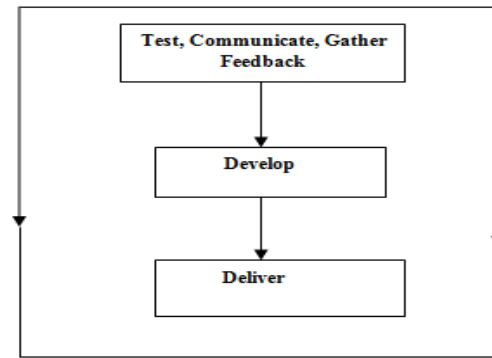 Test, Communicate, Gather
Feedback
Develop
Deliver